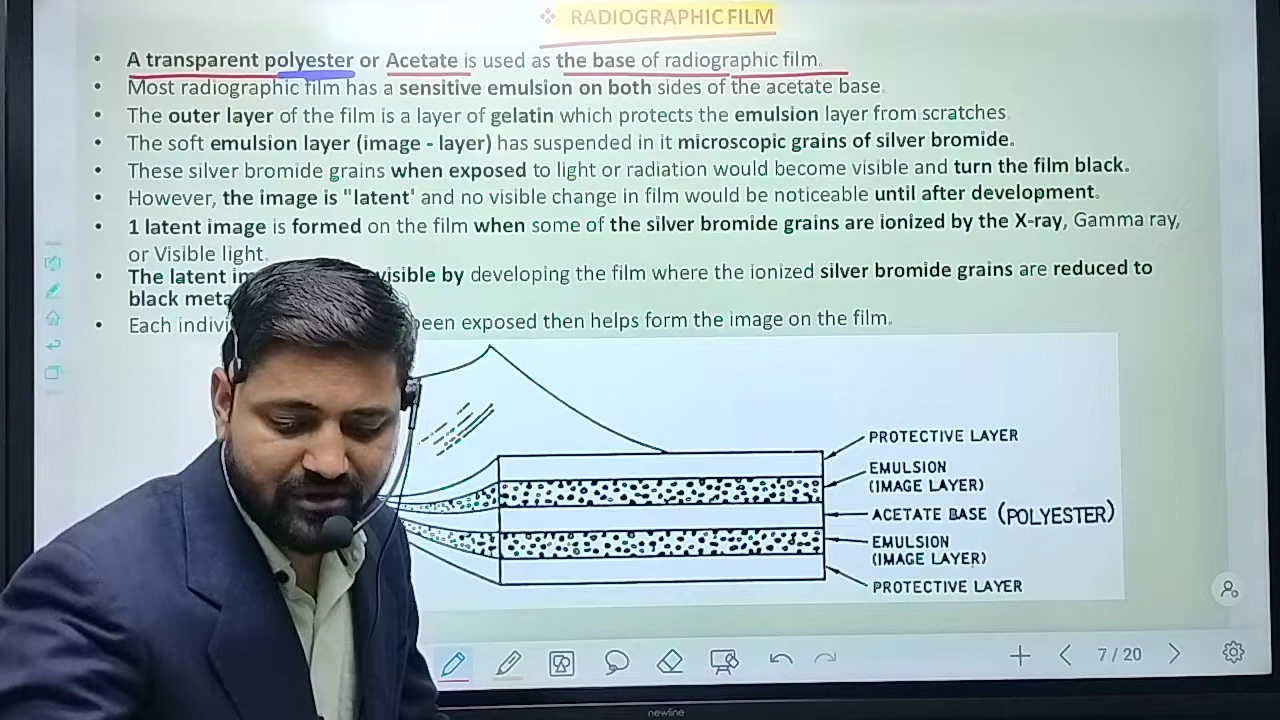 ❖ RADIOGRAPHIC FILM
• A transparent polyester or Acetate is used as the base of radiographic film.
• Most radiographic film has a sensitive emulsion on both sides of the acetate base.
• The outer layer of the film is a layer of gelatin which protects the emulsion layer from scratches.
• The soft emulsion layer (image - layer) has suspended in it microscopic grains of silver bromide.
• These silver bromide grains when exposed to light or radiation would become visible and turn the film black.
• However, the image is "latent' and no visible change in film would be noticeable until after development.
• 1 latent image is formed on the film when some of the silver bromide grains are ionized by the X-ray, Gamma ray,
or Visible light.
• The latent visible by developing the film where the ionized silver bromide grains are reduced to
black
• Each been exposed then helps form the image on the film.
PROTECTIVE LAYER
EMULSION
(IMAGE LAYER)
ACETATE BASE (POLYESTER)
EMULSION
(IMAGE LAYER)
PROTECTIVE LAYER
7 / 20
newline